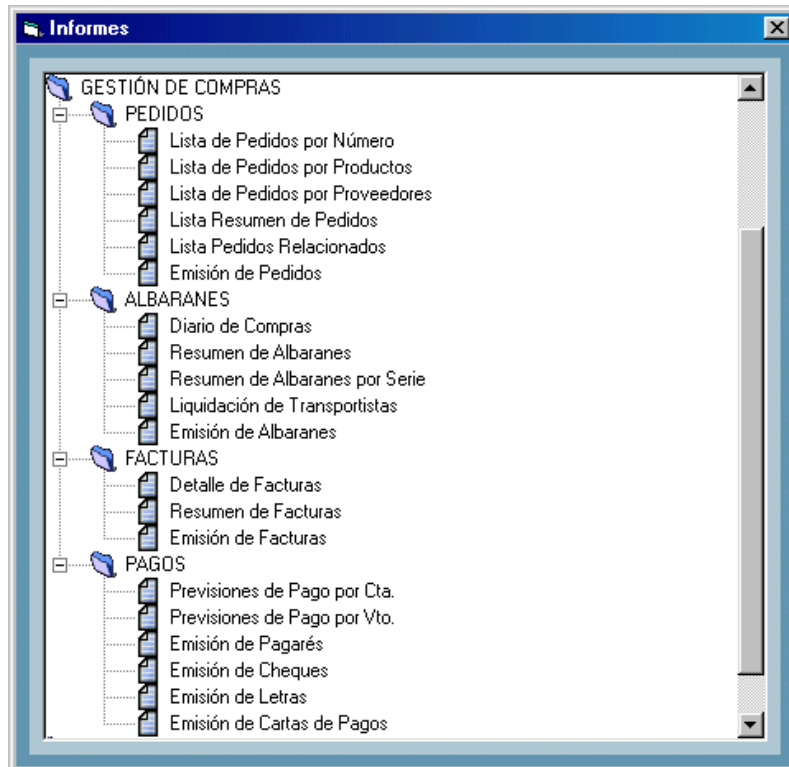 Informes
GESTIÓN DE COMPRAS
PEDIDOS
Lista de Pedidos por Número
Lista de Pedidos por Productos
Lista de Pedidos por Proveedores
Lista Resumen de Pedidos
Lista Pedidos Relacionados
Emisión de Pedidos
ALBARANES
Diario de Compras
Resumen de Albaranes
Resumen de Albaranes por Serie
Liquidación de Transportistas
Emisión de Albaranes
FACTURAS
Detalle de Facturas
Resumen de Facturas
Emisión de Facturas
PAGOS
Previsiones de Pago por Cta.
Previsiones de Pago por Vto.
Emisión de Pagarés
Emisión de Cheques
Emisión de Letras
Emisión de Cartas de Pagos